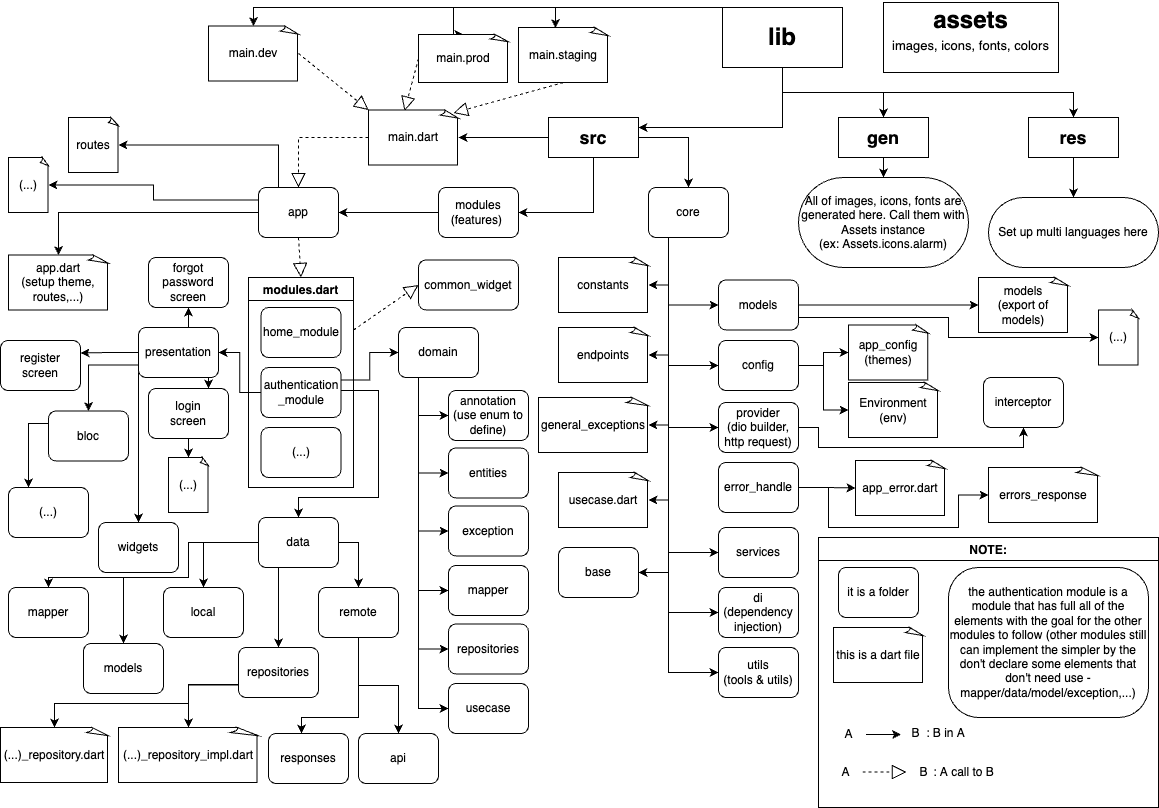 lib
assets
images, icons, fonts, colors
main.dev
main.prod
main.staging
main.dart
src
gen
res
routes
(...)
app
modules
(features)
core
All of images, icons, fonts are
generated here. Call them with
Assets instance
(ex: Assets.icons.alarm)
Set up multi languages here
app.dart
(setup theme,
routes,...)
forgot
password
screen
modules.dart
home_module
authentication
_module
(...)
common_widget
constants
models
models
(export of
models)
(...)
register
screen
presentation
domain
endpoints
config
app_config
(themes)
Environment
(env)
login
screen
bloc
(...)
(...)
annotation
(use enum to
define)
general_exceptions
provider
(dio builder,
http request)
interceptor
entities
usecase.dart
error_handle
app_error.dart
errors_response
widgets
data
exception
base
services
mapper
local
remote
mapper
di
(dependency
injection)
models
repositories
repositories
utils
(tools & utils)
usecase
(...)_repository.dart
(...)_repository_impl.dart
responses
api
NOTE:
it is a folder
this is a dart file
the authentication module is a
module that has full all of the
elements with the goal for the other
modules to follow (other modules still
can implement the simpler by the
don't declare some elements that
don't need use -
mapper/data/model/exception,...)
A B : B in A
A B : A call to B